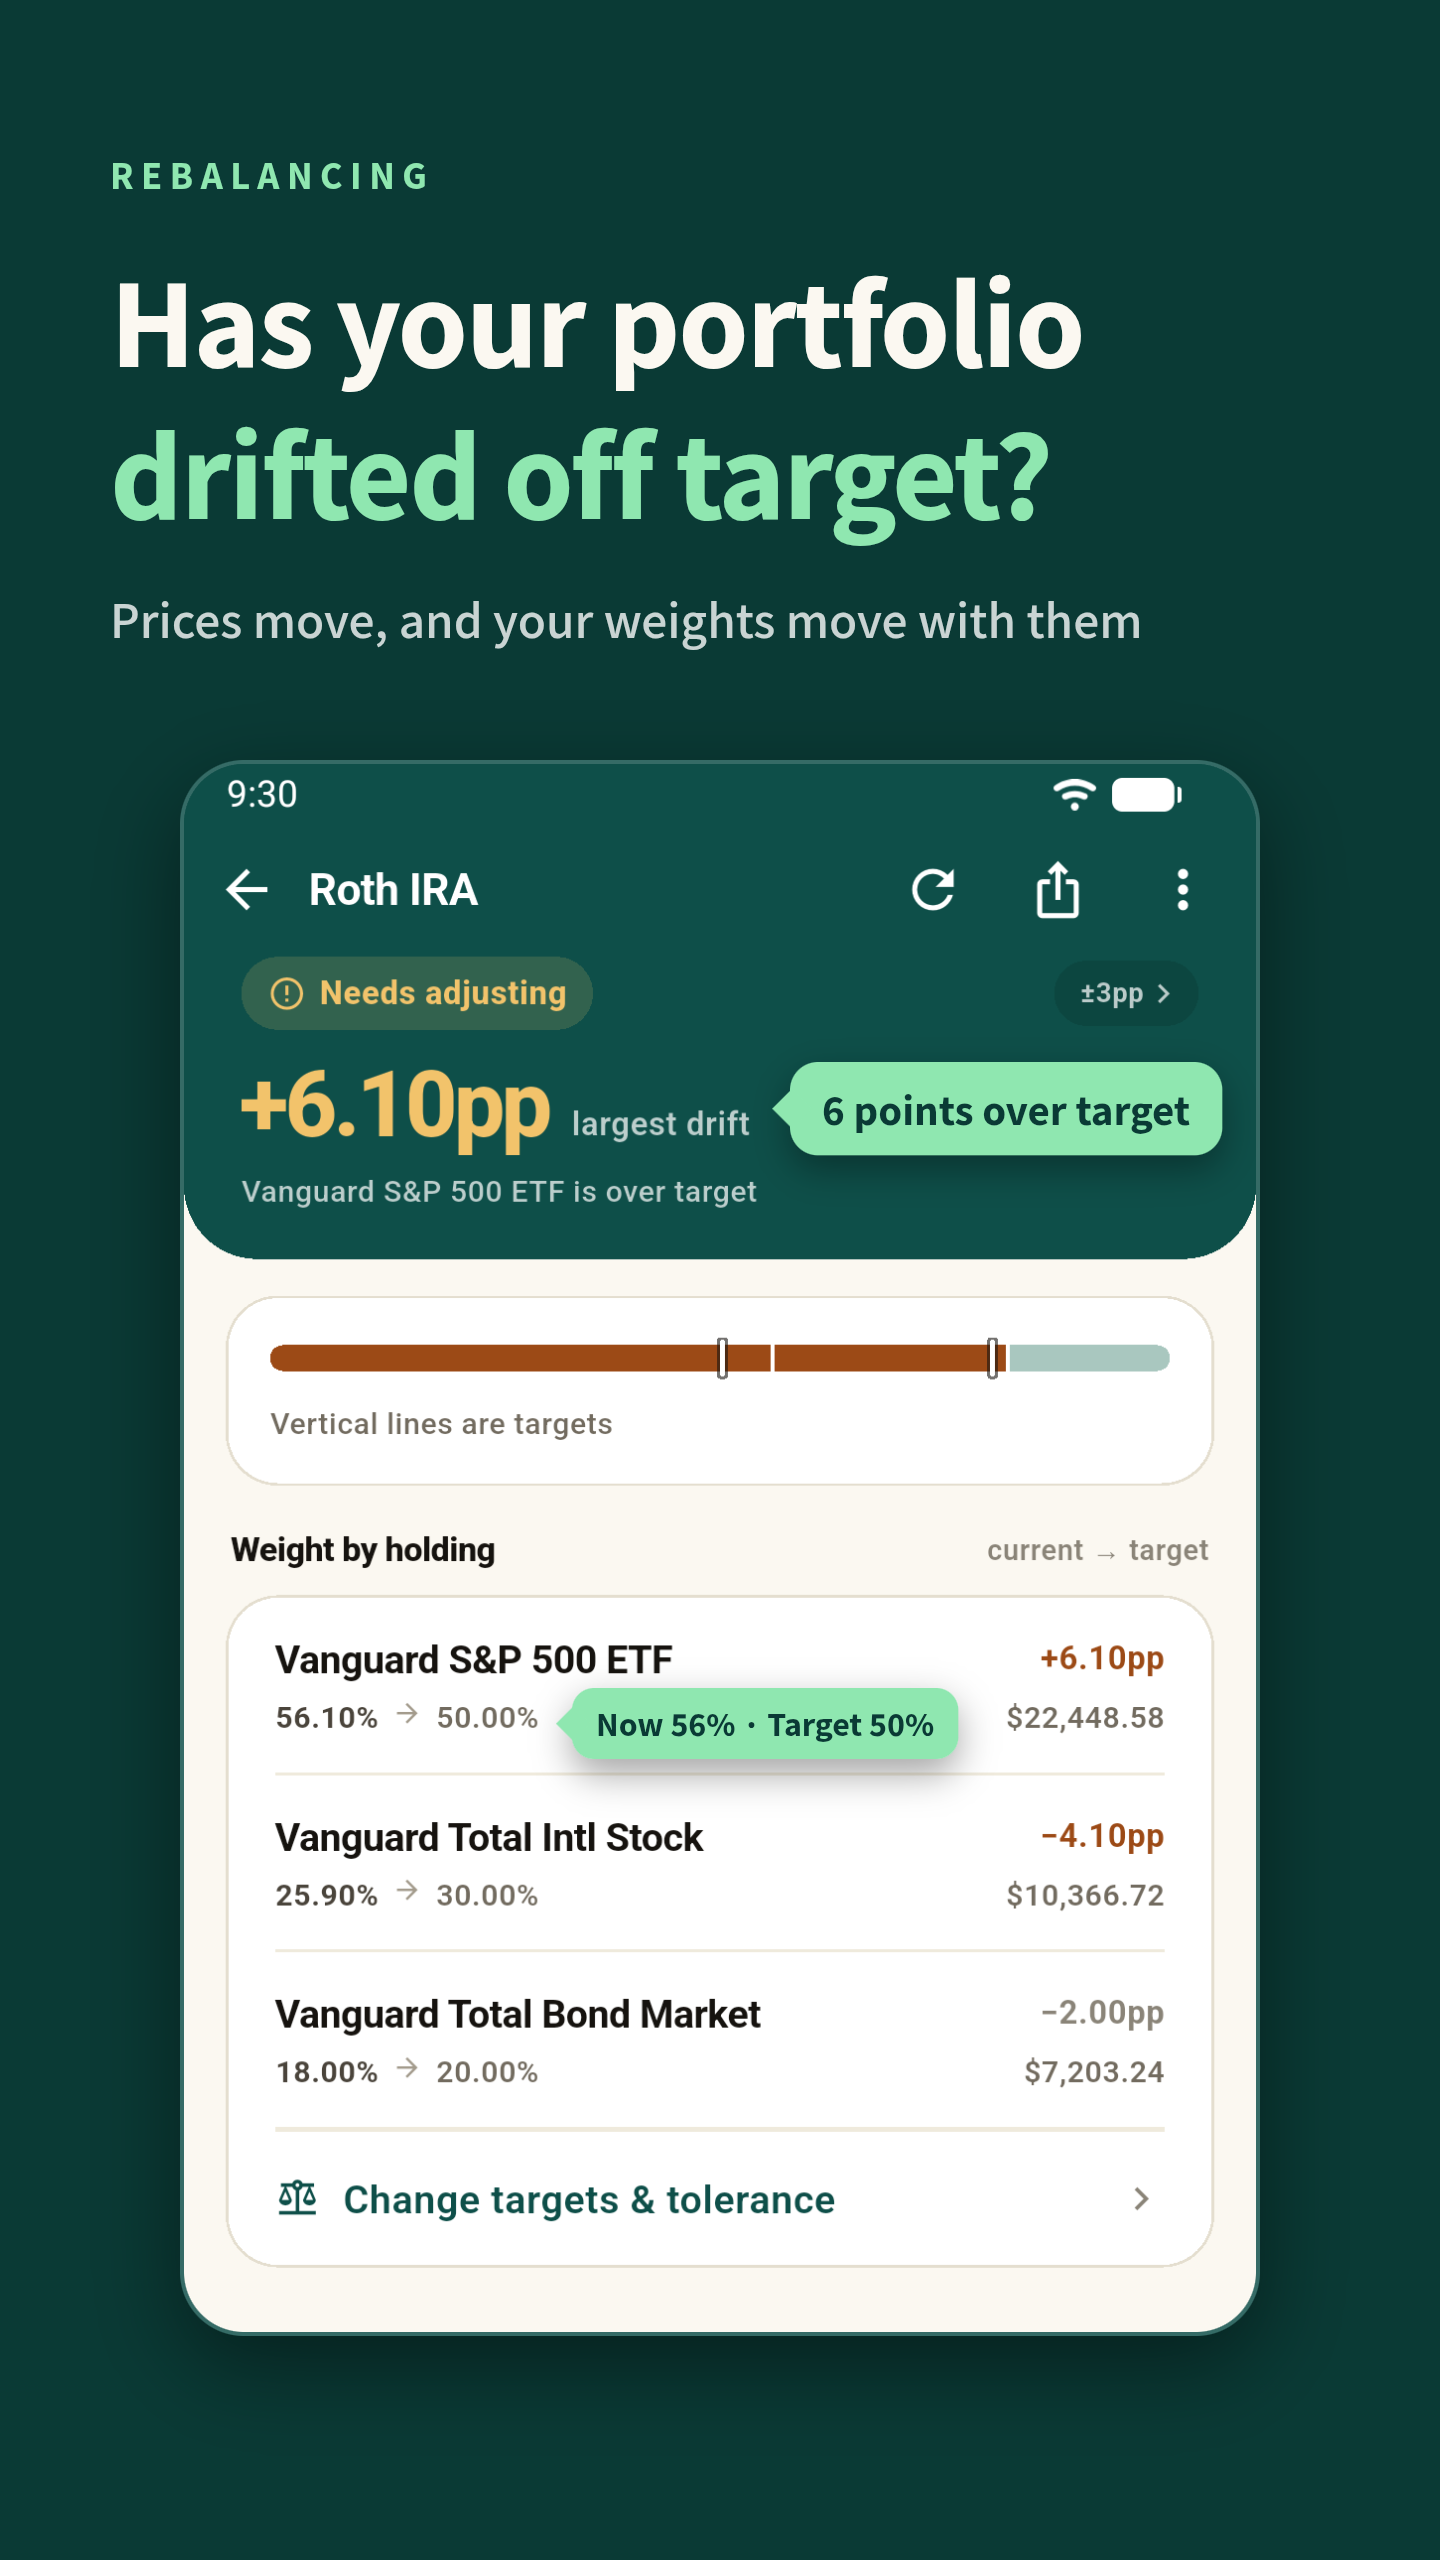 REBALANCING
Has your portfolio
drifted off target?
Prices move, and your weights move with them
9:30
Roth IRA
Needs adjusting
±3pp
+6.10pp largest drift
6 points over target
Vanguard S&P 500 ETF is over target
Vertical lines are targets
Weight by holding
current → target
Vanguard S&P 500 ETF
+6.10pp
56.10% → 50.00%
Now 56% · Target 50%
$22,448.58
Vanguard Total Intl Stock
−4.10pp
25.90% → 30.00%
$10,366.72
Vanguard Total Bond Market
−2.00pp
18.00% → 20.00%
$7,203.24
Change targets & tolerance